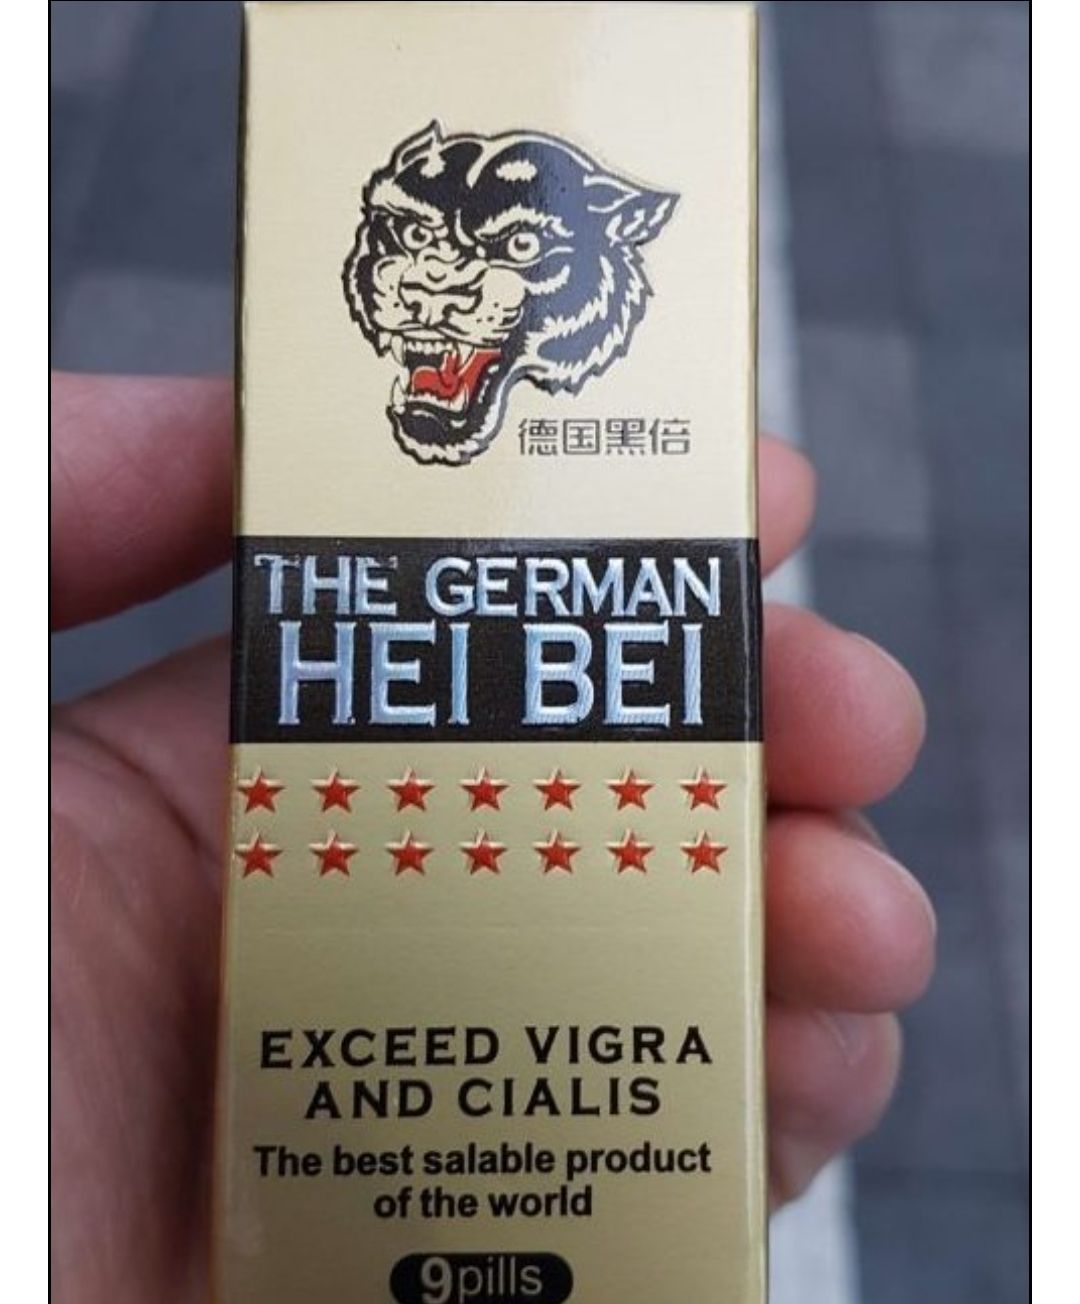 德国黑倍
THE GERMAN
HEI BEI
EXCEED VIGRA
AND CIALIS
The best salable product
of the world
9pills